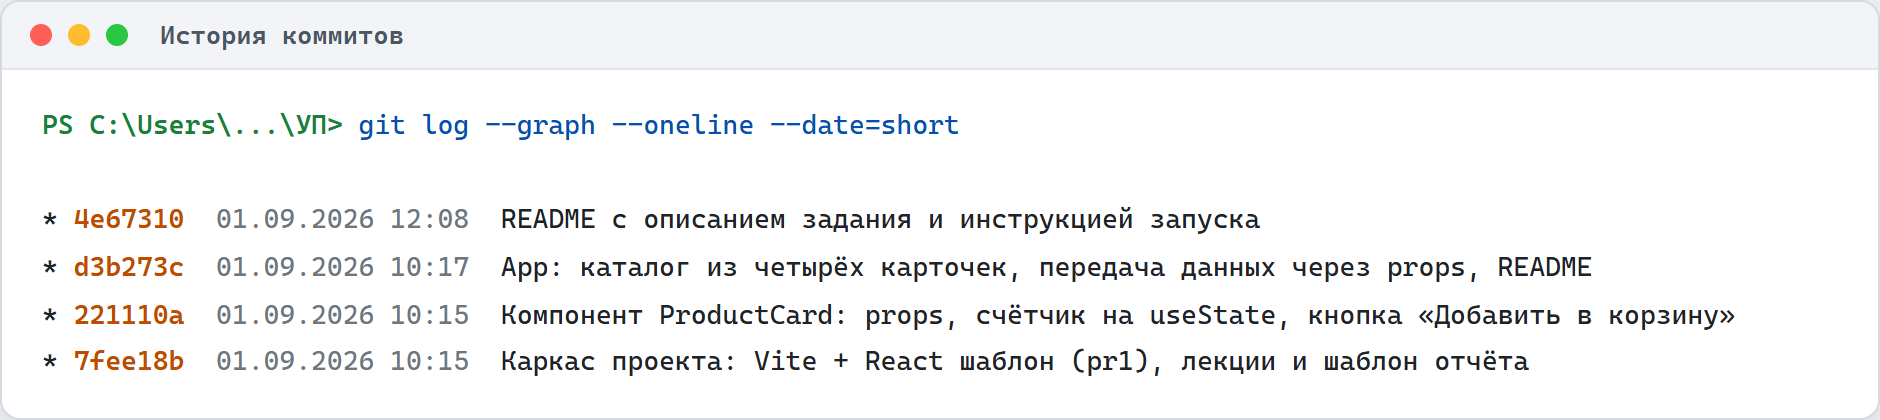 История коммитов
PS C:\Users\...\УП> git log --graph --oneline --date=short
* 4e67310 01.09.2026 12:08 README с описанием задания и инструкцией запуска
* d3b273c 01.09.2026 10:17 App: каталог из четырёх карточек, передача данных через props, README
* 221110a 01.09.2026 10:15 Компонент ProductCard: props, счётчик на useState, кнопка «Добавить в корзину»
* 7fee18b 01.09.2026 10:15 Каркас проекта: Vite + React шаблон (pr1), лекции и шаблон отчёта